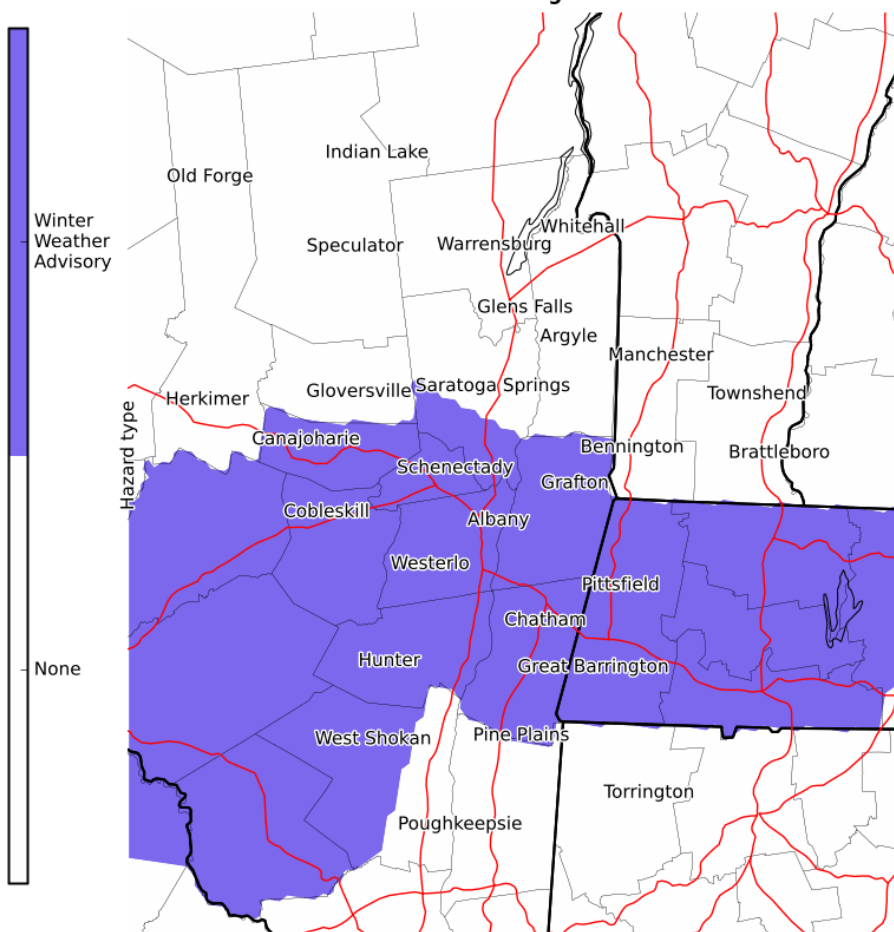 Winter
Weather
Advisory
None
Hazard type
Indian Lake
Old Forge
Whitehall
Speculator
Warrensburg
Glens Falls
Argyle
Manchester
Saratoga Springs
Gloversville
Townshend
Herkimer
Canajoharie
Bennington
Brattleboro
Schenectady
Grafton
Cobleskill
Albany
Westerlo
Pittsfield
Chatham
Hunter
Great Barrington
West Shokan
Pine Plains
Torrington
Poughkeepsie